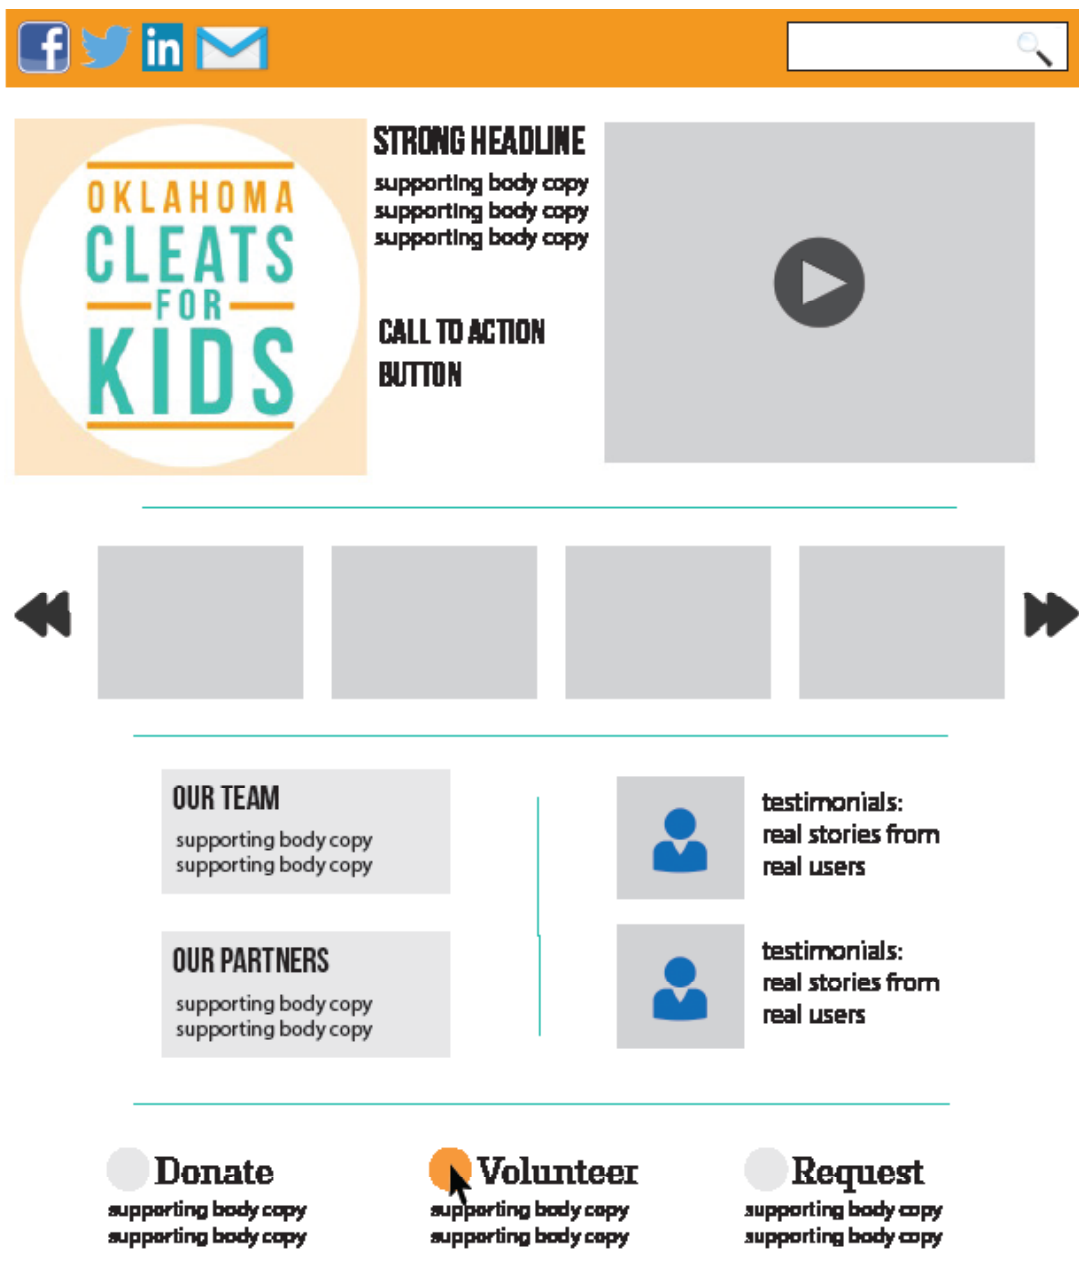 f
in
OKLAHOMA
CLEATS
FOR
KIDS
STRONG HEADLINE
supporting body copy
supporting body copy
supporting body copy
CALL TO ACTION
BUTTON
OUR TEAM
supporting body copy
supporting body copy
OUR PARTNERS
supporting body copy
supporting body copy
testimonials:
real stories from
real users
testimonials:
real stories from
real users
Donate
supporting body copy
supporting body copy
Volunteer
supporting body copy
supporting body copy
Request
supporting body copy
supporting body copy